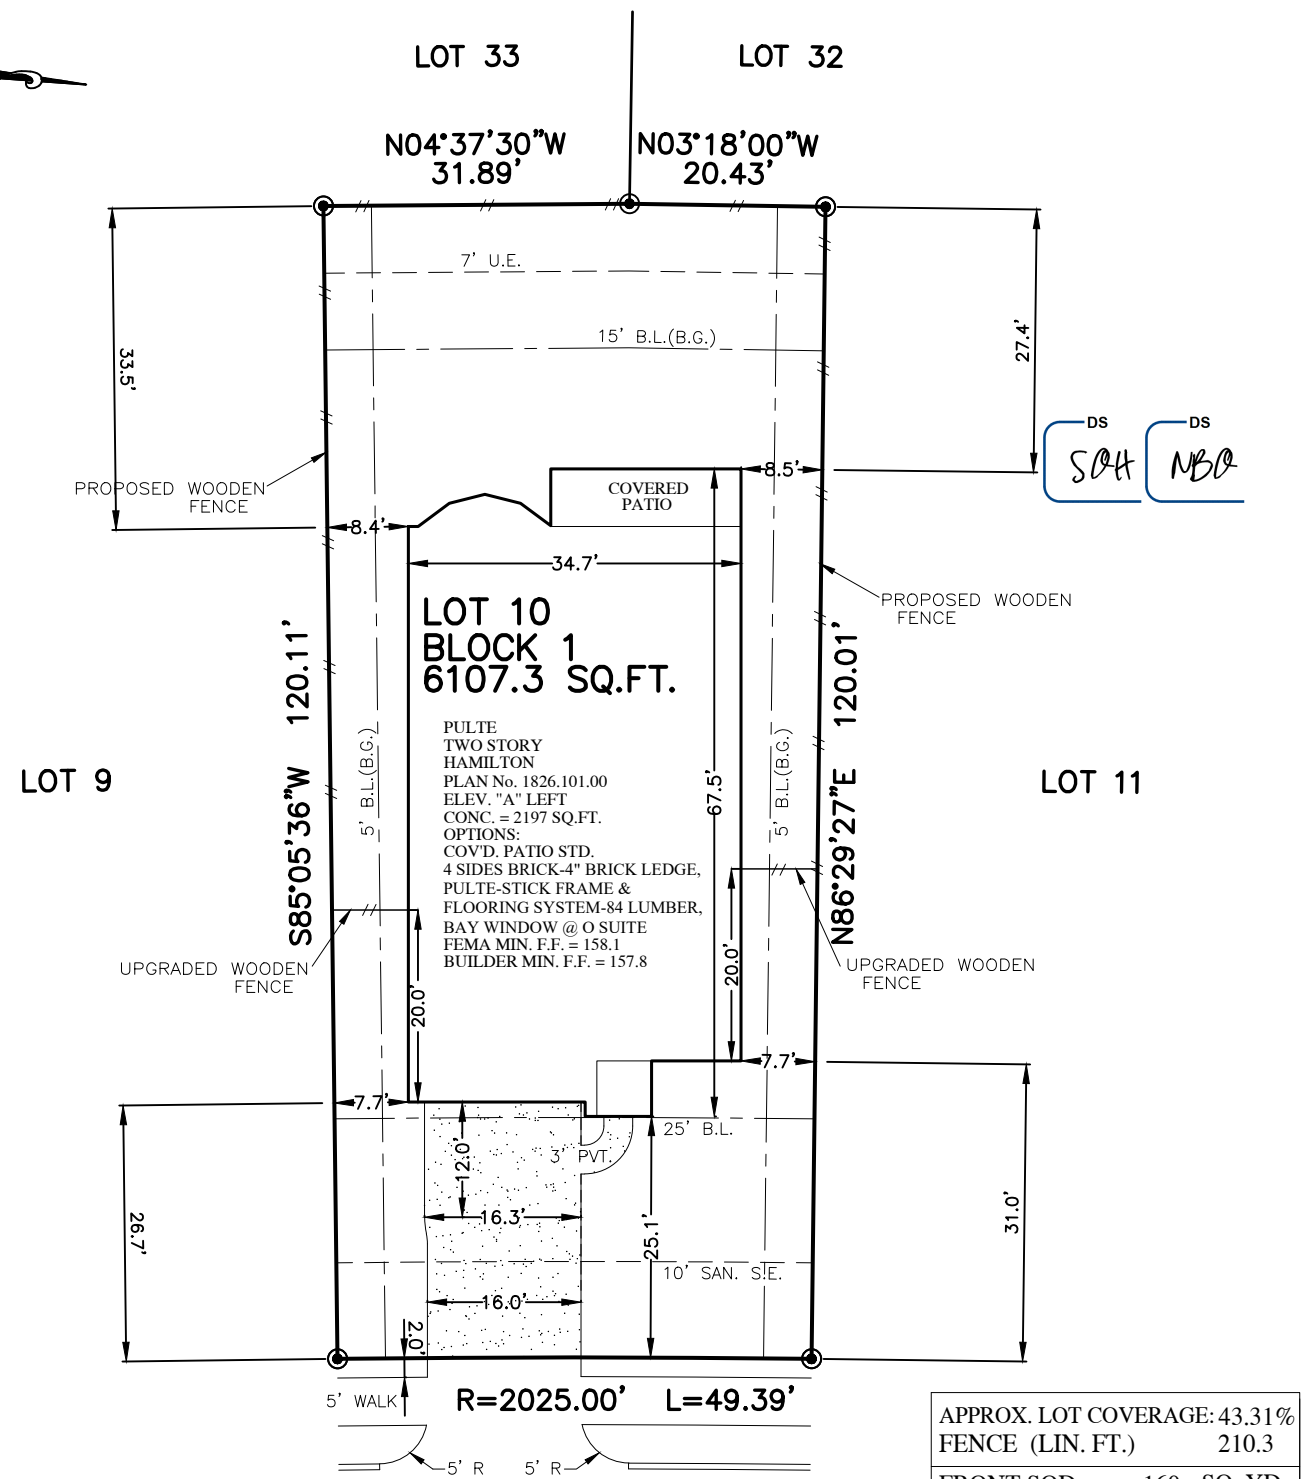 LOT 33
LOT 32
N04°37'30"W
31.89'
N03°18'00"W
20.43'
7' U.E.
15' B.L.(B.G.)
33.5'
27.4'
DS
SOH
DS
NBO
PROPOSED WOODEN
FENCE
8.5'
COVERED
PATIO
8.4'
34.7'
PROPOSED WOODEN
FENCE
LOT 10
BLOCK 1
6107.3 SQ.FT.
S85°05'36"W 120.11'
N86°29'27"E 120.01'
PULTE
TWO STORY
HAMILTON
PLAN No. 1826.101.00
ELEV. "A" LEFT
CONC. = 2197 SQ.FT.
OPTIONS:
COV'D. PATIO STD.
4 SIDES BRICK-4" BRICK LEDGE,
PULTE-STICK FRAME &
FLOORING SYSTEM-84 LUMBER,
BAY WINDOW @ O SUITE
FEMA MIN. F.F. = 158.1
BUILDER MIN. F.F. = 157.8
LOT 9
LOT 11
5' B.L.(B.G.)
5' B.L.(B.G.)
67.5'
UPGRADED WOODEN
FENCE
UPGRADED WOODEN
FENCE
20.0'
20.0'
7.7'
7.7'
25' B.L.
3' PVT.
12.0'
16.3'
26.7'
25.1'
31.0'
10' SAN. S.E.
16.0'
2.0'
5' WALK
R=2025.00' L=49.39'
5' R
5' R
APPROX. LOT COVERAGE: 43.31%
FENCE (LIN. FT.) 210.3
FRONT SOD 160 SQ. YD.